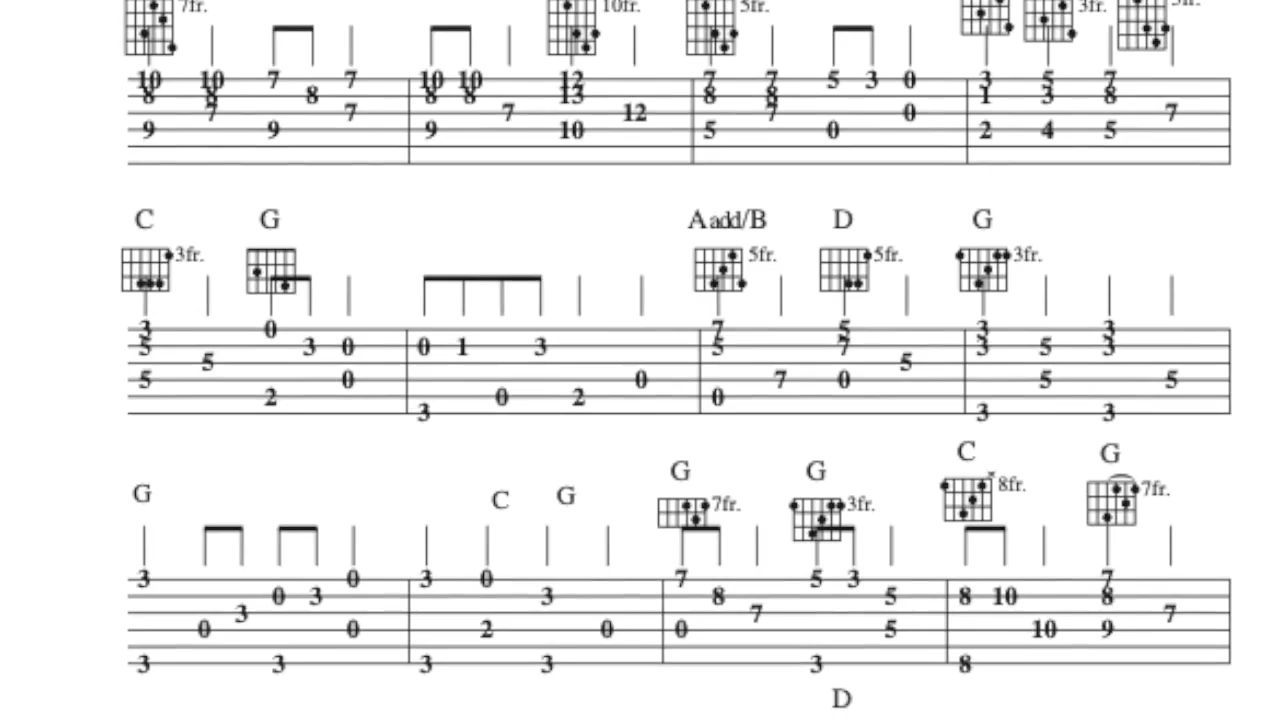 7fr. 10fr. 5fr. 3fr.
10 10 7 7 10 10 12 7 7 5 3 0 3 5 7
8 8 8 8 8 13 8 8 1 3 8
7 7 7 12 7 0 7
9 9 9 10 5 0 2 4 5
C G A add/B D G
3fr. 5fr. 5fr. 3fr.
3 0 7 5 3 3
5 3 0 0 1 3 5 7 3 5 3
5 5
5 0 0 7 0 5 5
2 0 2 0
3 3 3
C G
G G
G C G
7fr. 3fr. × 8fr. 7fr.
3 0 3 0 7 5 3 7
0 3 3 8 5 8 10 8
3 7 7
0 0 2 0 0 5 10 9
3 3 3 3 3 8
D